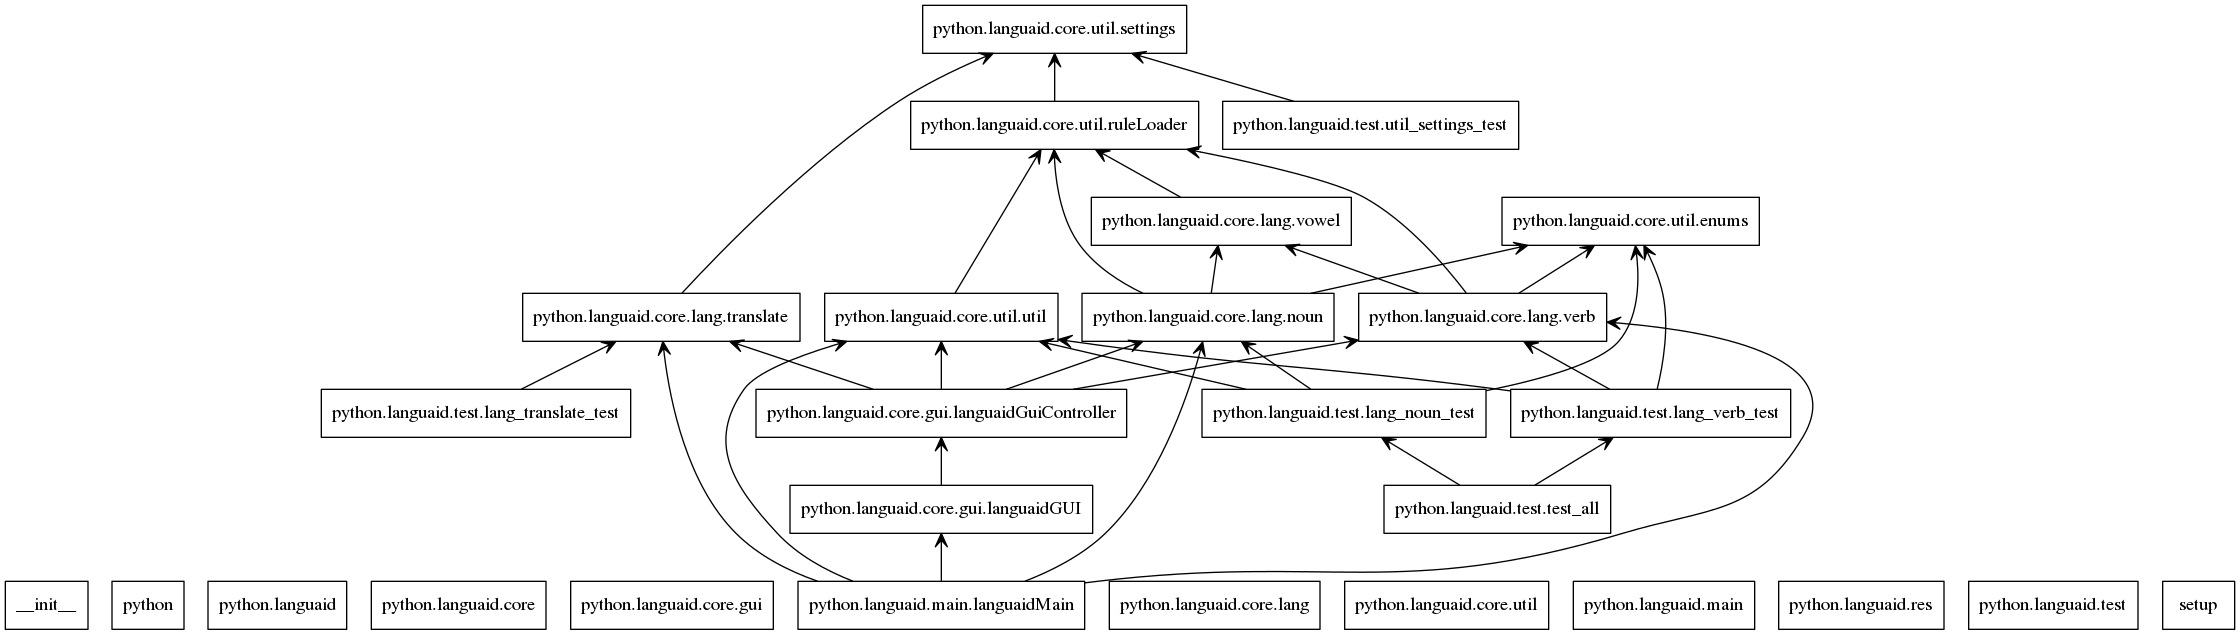 python.languaid.core.util.settings
python.languaid.core.util.ruleLoader
python.languaid.test.util_settings_test
python.languaid.core.lang.vowel
python.languaid.core.util.enums
python.languaid.core.lang.translate
python.languaid.core.util.util
python.languaid.core.lang.noun
python.languaid.core.lang.verb
python.languaid.test.lang_translate_test
python.languaid.core.gui.languaidGuiController
python.languaid.test.lang_noun_test
python.languaid.test.lang_verb_test
python.languaid.core.gui.languaidGUI
python.languaid.test.test_all
__init__
python
python.languaid
python.languaid.core
python.languaid.core.gui
python.languaid.main.languaidMain
python.languaid.core.lang
python.languaid.core.util
python.languaid.main
python.languaid.res
python.languaid.test
setup